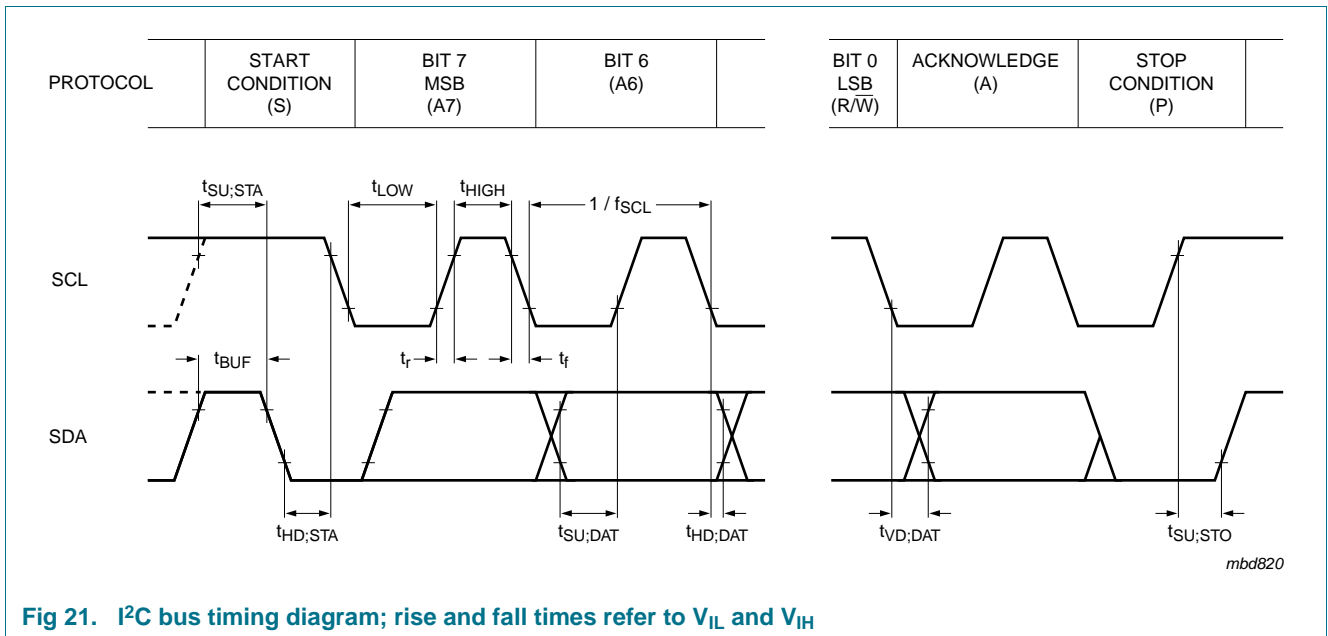 PROTOCOL
START
CONDITION
(S)
BIT 7
MSB
(A7)
BIT 6
(A6)
BIT 0
LSB
(R/W̅)
ACKNOWLEDGE
(A)
STOP
CONDITION
(P)
tSU;STA
tLOW
tHIGH
1 / fSCL
SCL
tBUF
tr
tf
SDA
tHD;STA
tSU;DAT
tHD;DAT
tVD;DAT
tSU;STO
mbd820
Fig 21. I²C bus timing diagram; rise and fall times refer to VIL and VIH